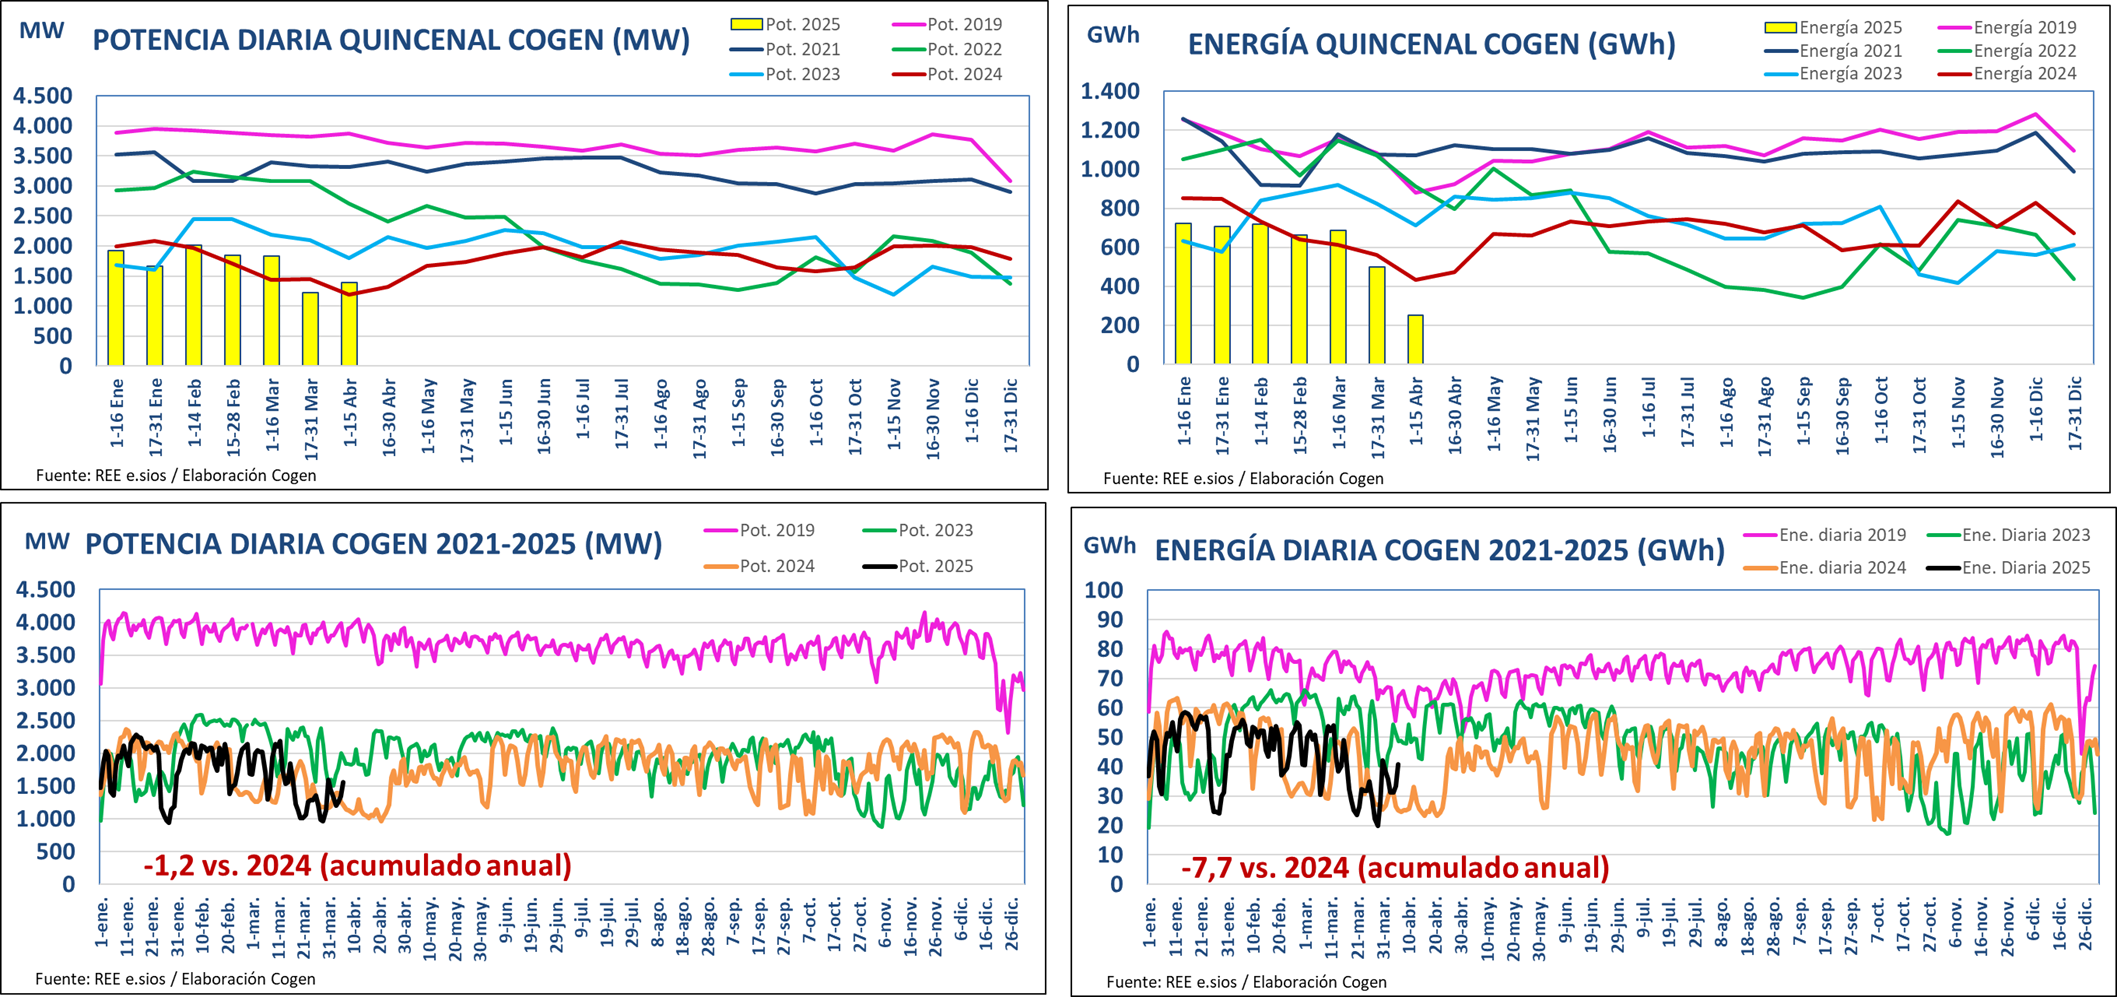 MW
POTENCIA DIARIA QUINCENAL COGEN (MW)
Pot. 2025
Pot. 2019
Pot. 2021
Pot. 2022
Pot. 2023
Pot. 2024
4.500
4.000
3.500
3.000
2.500
2.000
1.500
1.000
500
0
1-16 Ene
17-31 Ene
1-14 Feb
15-28 Feb
1-16 Mar
17-31 Mar
1-15 Abr
16-30 Abr
1-16 May
17-31 May
1-15 Jun
16-30 Jun
1-16 Jul
17-31 Jul
1-16 Ago
17-31 Ago
1-15 Sep
16-30 Sep
1-16 Oct
17-31 Oct
1-15 Nov
16-30 Nov
1-16 Dic
17-31 Dic
Fuente: REE e.sios / Elaboración Cogen
GWh
ENERGÍA QUINCENAL COGEN (GWh)
Energía 2025
Energía 2019
Energía 2021
Energía 2022
Energía 2023
Energía 2024
1.400
1.200
1.000
800
600
400
200
0
1-16 Ene
17-31 Ene
1-14 Feb
15-28 Feb
1-16 Mar
17-31 Mar
1-15 Abr
16-30 Abr
1-16 May
17-31 May
1-15 Jun
16-30 Jun
1-16 Jul
17-31 Jul
1-16 Ago
17-31 Ago
1-15 Sep
16-30 Sep
1-16 Oct
17-31 Oct
1-15 Nov
16-30 Nov
1-16 Dic
17-31 Dic
Fuente: REE e.sios / Elaboración Cogen
MW
POTENCIA DIARIA COGEN 2021-2025 (MW)
Pot. 2019
Pot. 2023
Pot. 2024
Pot. 2025
4.500
4.000
3.500
3.000
2.500
2.000
1.500
1.000
500
0
-1,2 vs. 2024 (acumulado anual)
1-ene.
11-ene.
21-ene.
31-ene.
10-feb.
20-feb.
1-mar.
11-mar.
21-mar.
31-mar.
10-abr.
20-abr.
30-abr.
10-may.
20-may.
30-may.
9-jun.
19-jun.
29-jun.
9-jul.
19-jul.
29-jul.
8-ago.
18-ago.
28-ago.
7-sep.
17-sep.
27-sep.
7-oct.
17-oct.
27-oct.
6-nov.
16-nov.
26-nov.
6-dic.
16-dic.
26-dic.
Fuente: REE e.sios / Elaboración Cogen
GWh
ENERGÍA DIARIA COGEN 2021-2025 (GWh)
Ene. diaria 2019
Ene. Diaria 2023
Ene. diaria 2024
Ene. Diaria 2025
100
90
80
70
60
50
40
30
20
10
0
-7,7 vs. 2024 (acumulado anual)
1-ene.
11-ene.
21-ene.
31-ene.
10-feb.
20-feb.
1-mar.
11-mar.
21-mar.
31-mar.
10-abr.
20-abr.
30-abr.
10-may.
20-may.
30-may.
9-jun.
19-jun.
29-jun.
9-jul.
19-jul.
29-jul.
8-ago.
18-ago.
28-ago.
7-sep.
17-sep.
27-sep.
7-oct.
17-oct.
27-oct.
6-nov.
16-nov.
26-nov.
6-dic.
16-dic.
26-dic.
Fuente: REE e.sios / Elaboración Cogen